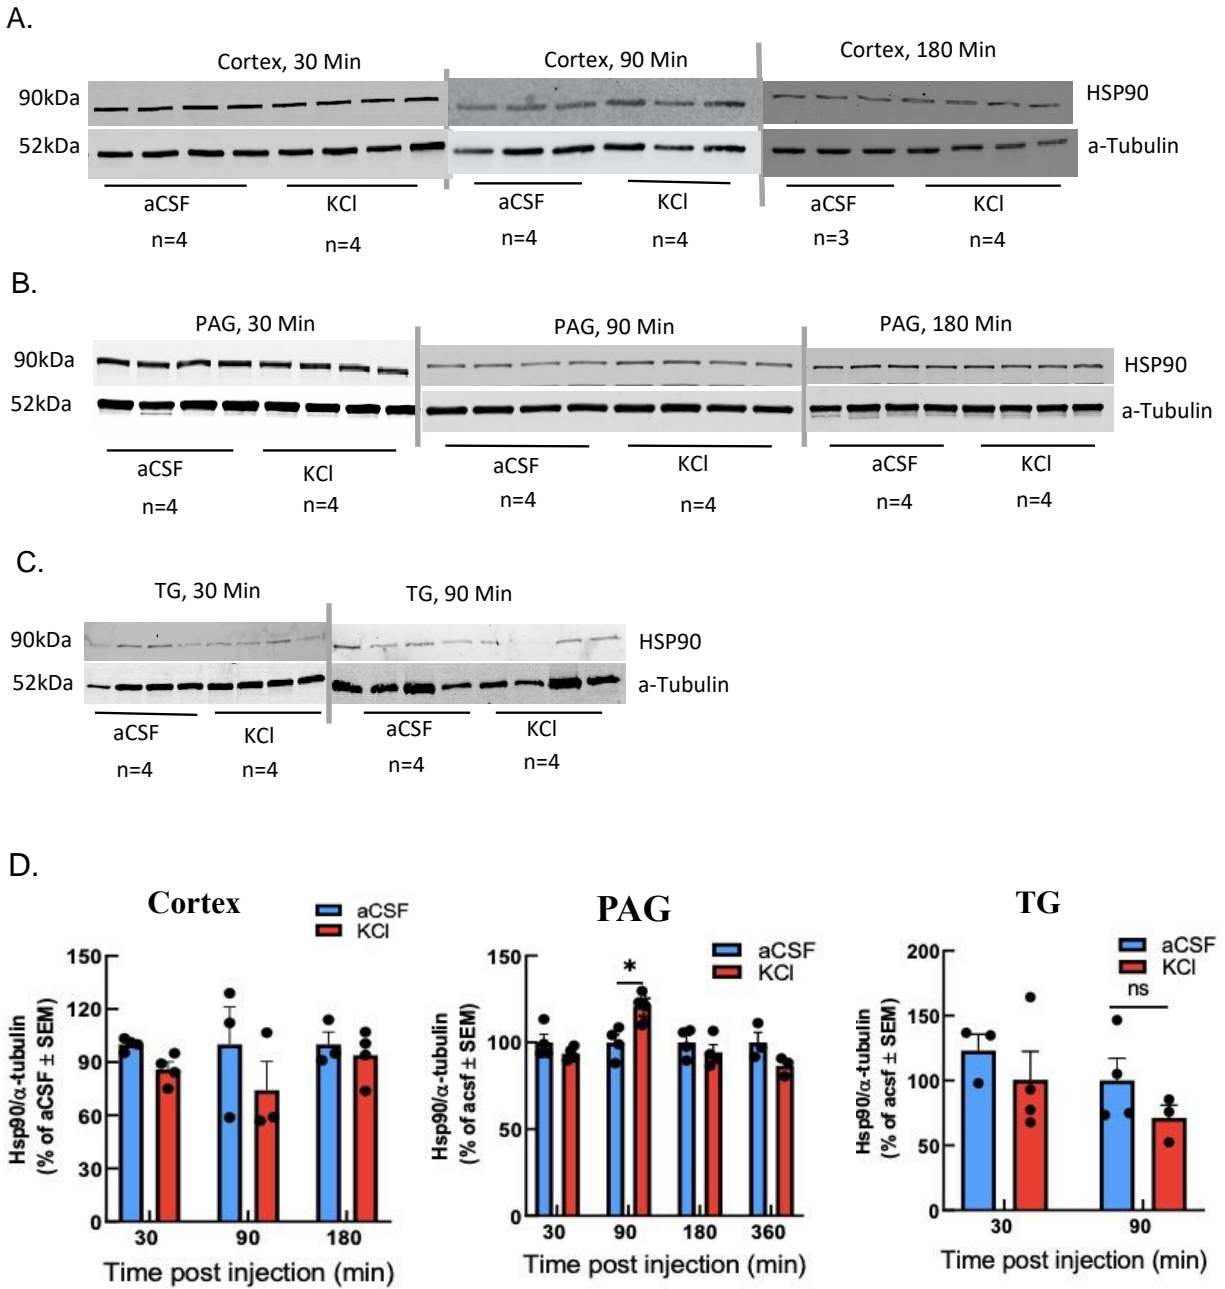 A.
Cortex, 30 Min
Cortex, 90 Min
Cortex, 180 Min
90kDa
HSP90
52kDa
a-Tubulin
aCSF
KCl
aCSF
KCl
aCSF
KCl
n=4
n=4
n=4
n=4
n=3
n=4
B.
PAG, 30 Min
PAG, 90 Min
PAG, 180 Min
90kDa
HSP90
52kDa
a-Tubulin
aCSF
KCl
aCSF
KCl
aCSF
KCl
n=4
n=4
n=4
n=4
n=4
n=4
C.
TG, 30 Min
TG, 90 Min
90kDa
HSP90
52kDa
a-Tubulin
aCSF
KCl
aCSF
KCl
n=4
n=4
n=4
n=4
D.
Cortex
aCSF
KCl
Hsp90/α-tubulin
(% of aCSF ± SEM)
150
120
90
60
30
0
30
90
180
Time post injection (min)
PAG
aCSF
KCl
Hsp90/α-tubulin
(% of acsf ± SEM)
150
100
50
0
*
30
90
180
360
Time post injection (min)
TG
aCSF
KCl
Hsp90/α-tubulin
(% of acsf ± SEM)
200
150
100
50
0
ns
30
90
Time post injection (min)